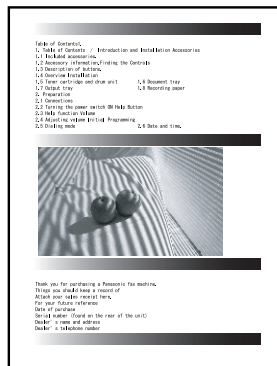 Table of Contents1.
1. Table of Contents / Introduction and Installation Accessories
1.1 Included accessories.
1.2 Accessory information,Finding the Controls
1.3 Description of buttons.
1.4 Overview Installation
1.5 Toner cartridge and drum unit 1.6 Document tray
1.7 Output tray 1.8 Recording paper
2. Preparation
2.1 Connections
2.2 Turning the power switch ON Help Button
2.3 Help function Volume
2.4 Adjusting volume initial Programming
2.5 Dialing mode 2.6 Date and time.
Thank you for purchasing a Panasonic fax machine.
Things you should keep a record of
Attach your sales receipt here.
For your future reference
Date of purchase
Serial number (found on the rear of the unit)
Dealer's name and address
Dealer's telephone number